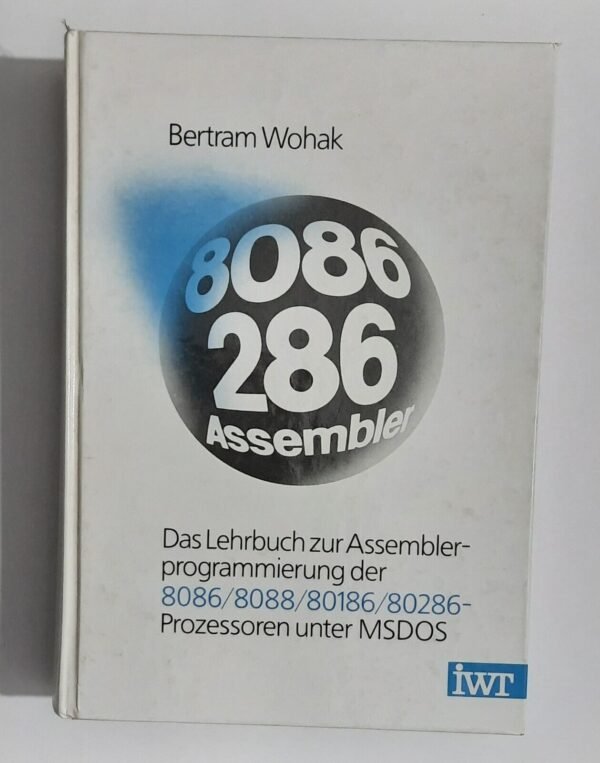 Bertram Wohak
8086
286
Assembler
Das Lehrbuch zur Assembler-
programmierung der
8086/8088/80186/80286-
Prozessoren unter MSDOS
iWT